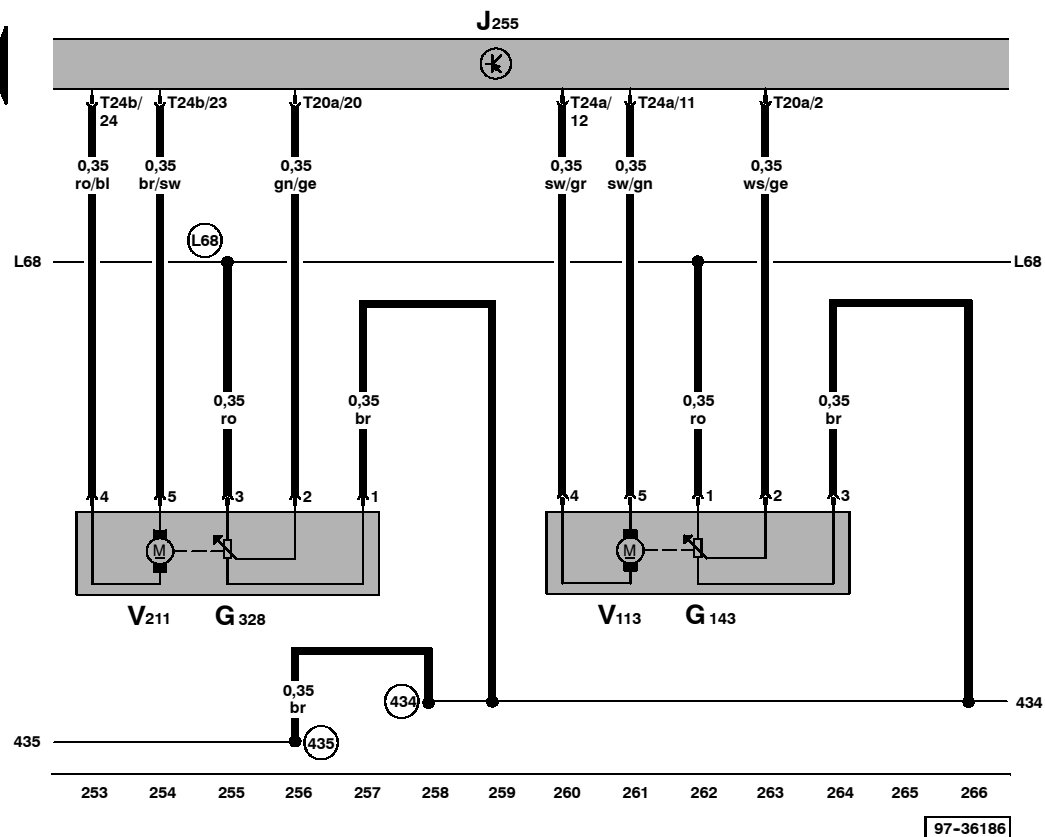 J255
T24b/ T24b/23 T20a/20 T24a/ T24a/11 T20a/2
24 12
0,35 0,35 0,35 0,35 0,35 0,35
ro/bl br/sw gn/ge sw/gr sw/gn ws/ge
L68
L68 L68
0,35 0,35 0,35 0,35
ro br ro br
4 5 3 2 1 4 5 1 2 3
M M
V211 G328 V113 G143
0,35
br
434 434
435 435
253 254 255 256 257 258 259 260 261 262 263 264 265 266
97-36186